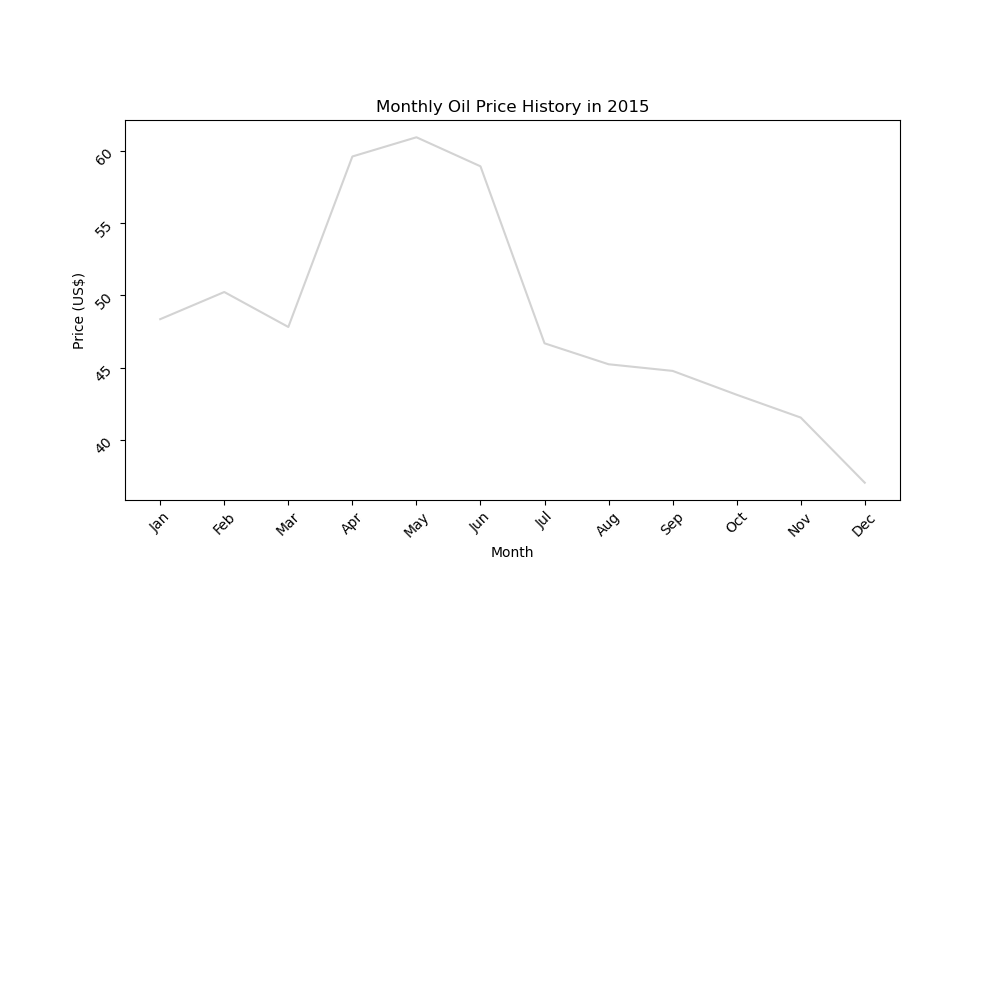 Monthly Oil Price History in 2015
Price (US$)
60
55
50
45
40
Jan Feb Mar Apr May Jun Jul Aug Sep Oct Nov Dec
Month